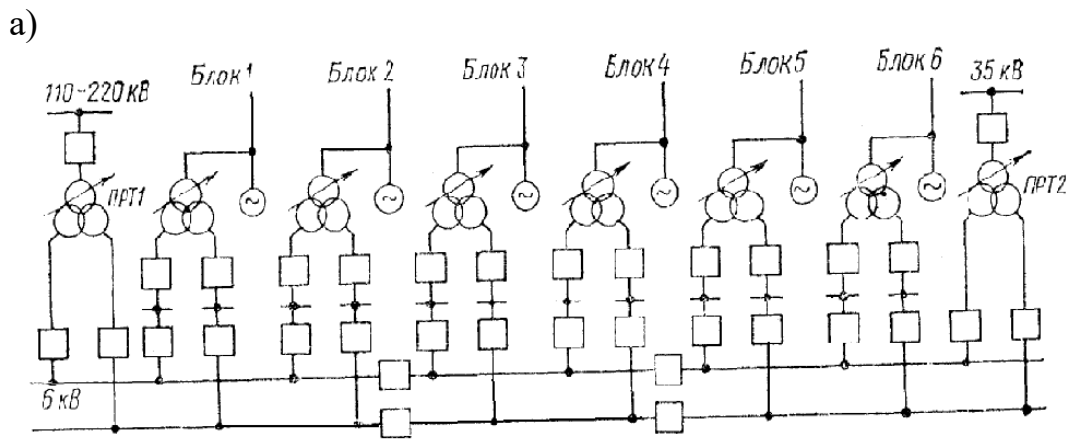 а)
Блок 1
Блок 2
Блок 3
Блок 4
Блок 5
Блок 6
110-220 кВ
35 кВ
ПРТ1
ПРТ2
6 кВ